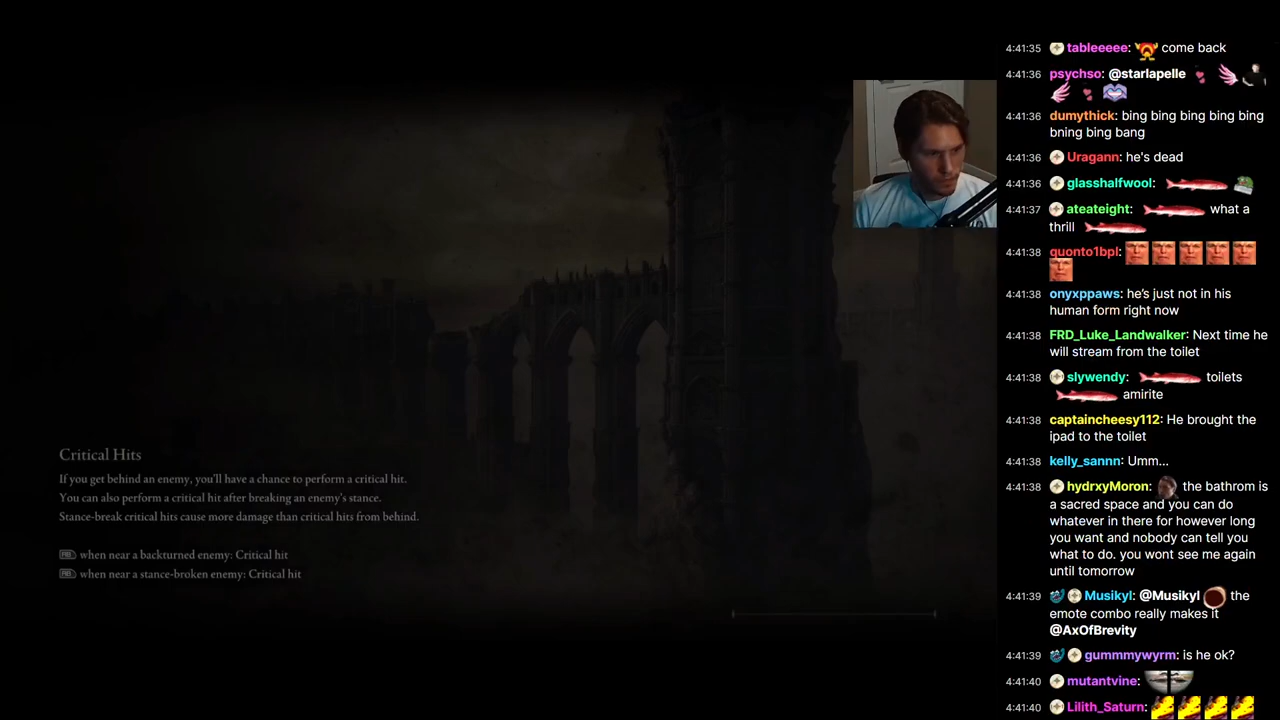 Critical Hits
If you get behind an enemy, you'll have a chance to perform a critical hit.
You can also perform a critical hit after breaking an enemy's stance.
Stance-break critical hits cause more damage than critical hits from behind.
RB when near a backturned enemy: Critical hit
RB when near a stance-broken enemy: Critical hit
4:41:35 tableeeee: come back
4:41:36 psychso: @starlapelle
4:41:36 dumythick: bing bing bing bing bing
bning bing bang
4:41:36 Uragann: he's dead
4:41:36 glasshalfwool:
4:41:37 ateateight: what a
thrill
4:41:38 quonto1bpl:
4:41:38 onyxppaws: he's just not in his
human form right now
4:41:38 FRD_Luke_Landwalker: Next time he
will stream from the toilet
4:41:38 slywendy: toilets
amirite
4:41:38 captaincheesy112: He brought the
ipad to the toilet
4:41:38 kelly_sannn: Umm...
4:41:38 hydrxyMoron: the bathrom is
a sacred space and you can do
whatever in there for however long
you want and nobody can tell you
what to do. you wont see me again
until tomorrow
4:41:39 Musikyl: @Musikyl the
emote combo really makes it
@AxOfBrevity
4:41:39 gummmywyrm: is he ok?
4:41:40 mutantvine:
4:41:40 Lilith_Saturn: